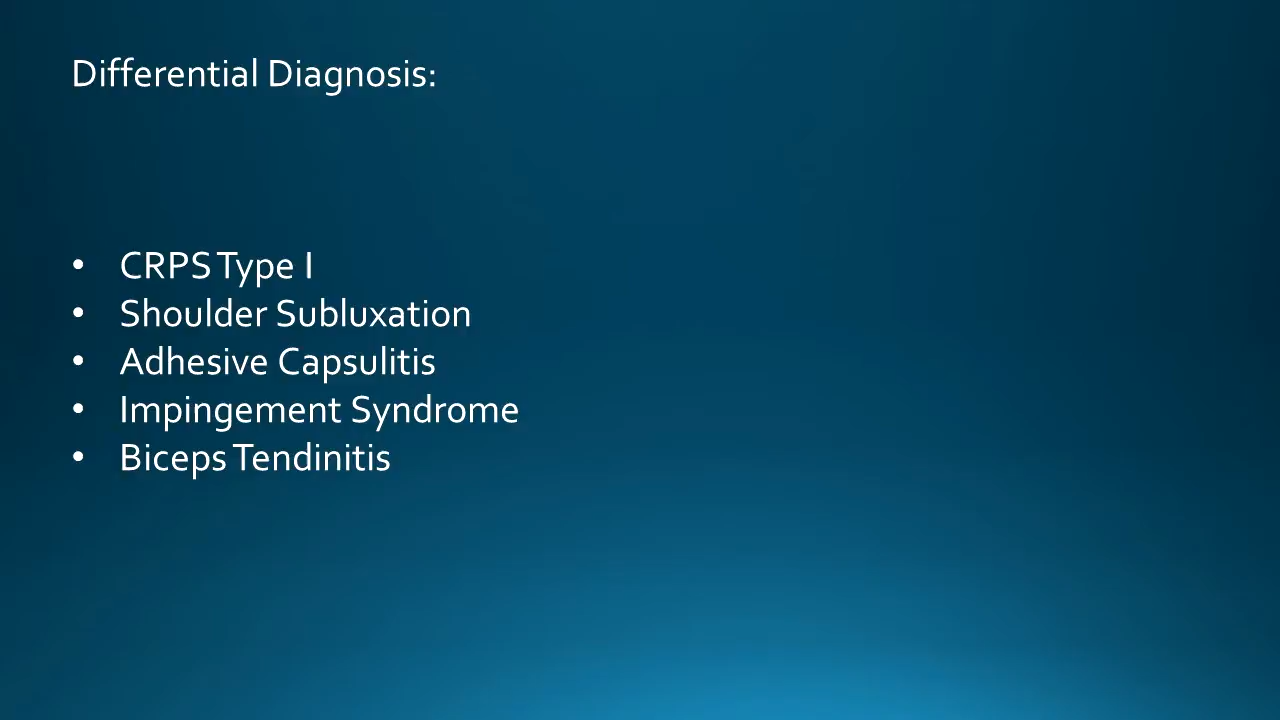 Differential Diagnosis:
• CRPS Type I
• Shoulder Subluxation
• Adhesive Capsulitis
• Impingement Syndrome
• Biceps Tendinitis